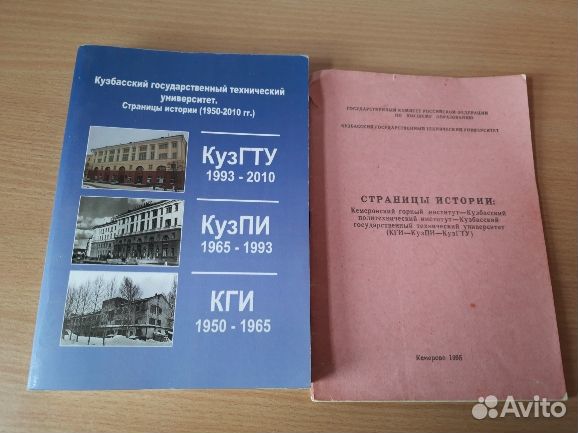 Кузбасский государственный технический
университет.
Страницы истории (1950-2010 гг.)
КузГТУ
1993 - 2010
КузПИ
1965 - 1993
КГИ
1950 - 1965
ГОСУДАРСТВЕННЫЙ КОМИТЕТ РОССИЙСКОЙ ФЕДЕРАЦИИ
ПО ВЫСШЕМУ ОБРАЗОВАНИЮ
КУЗБАССКИЙ ГОСУДАРСТВЕННЫЙ ТЕХНИЧЕСКИЙ УНИВЕРСИТЕТ
СТРАНИЦЫ ИСТОРИИ:
Кемеровский горный институт—Кузбасский
политехнический институт—Кузбасский
государственный технический университет
(КГИ—КузПИ—КузГТУ)
Кемерово 1995
Avito